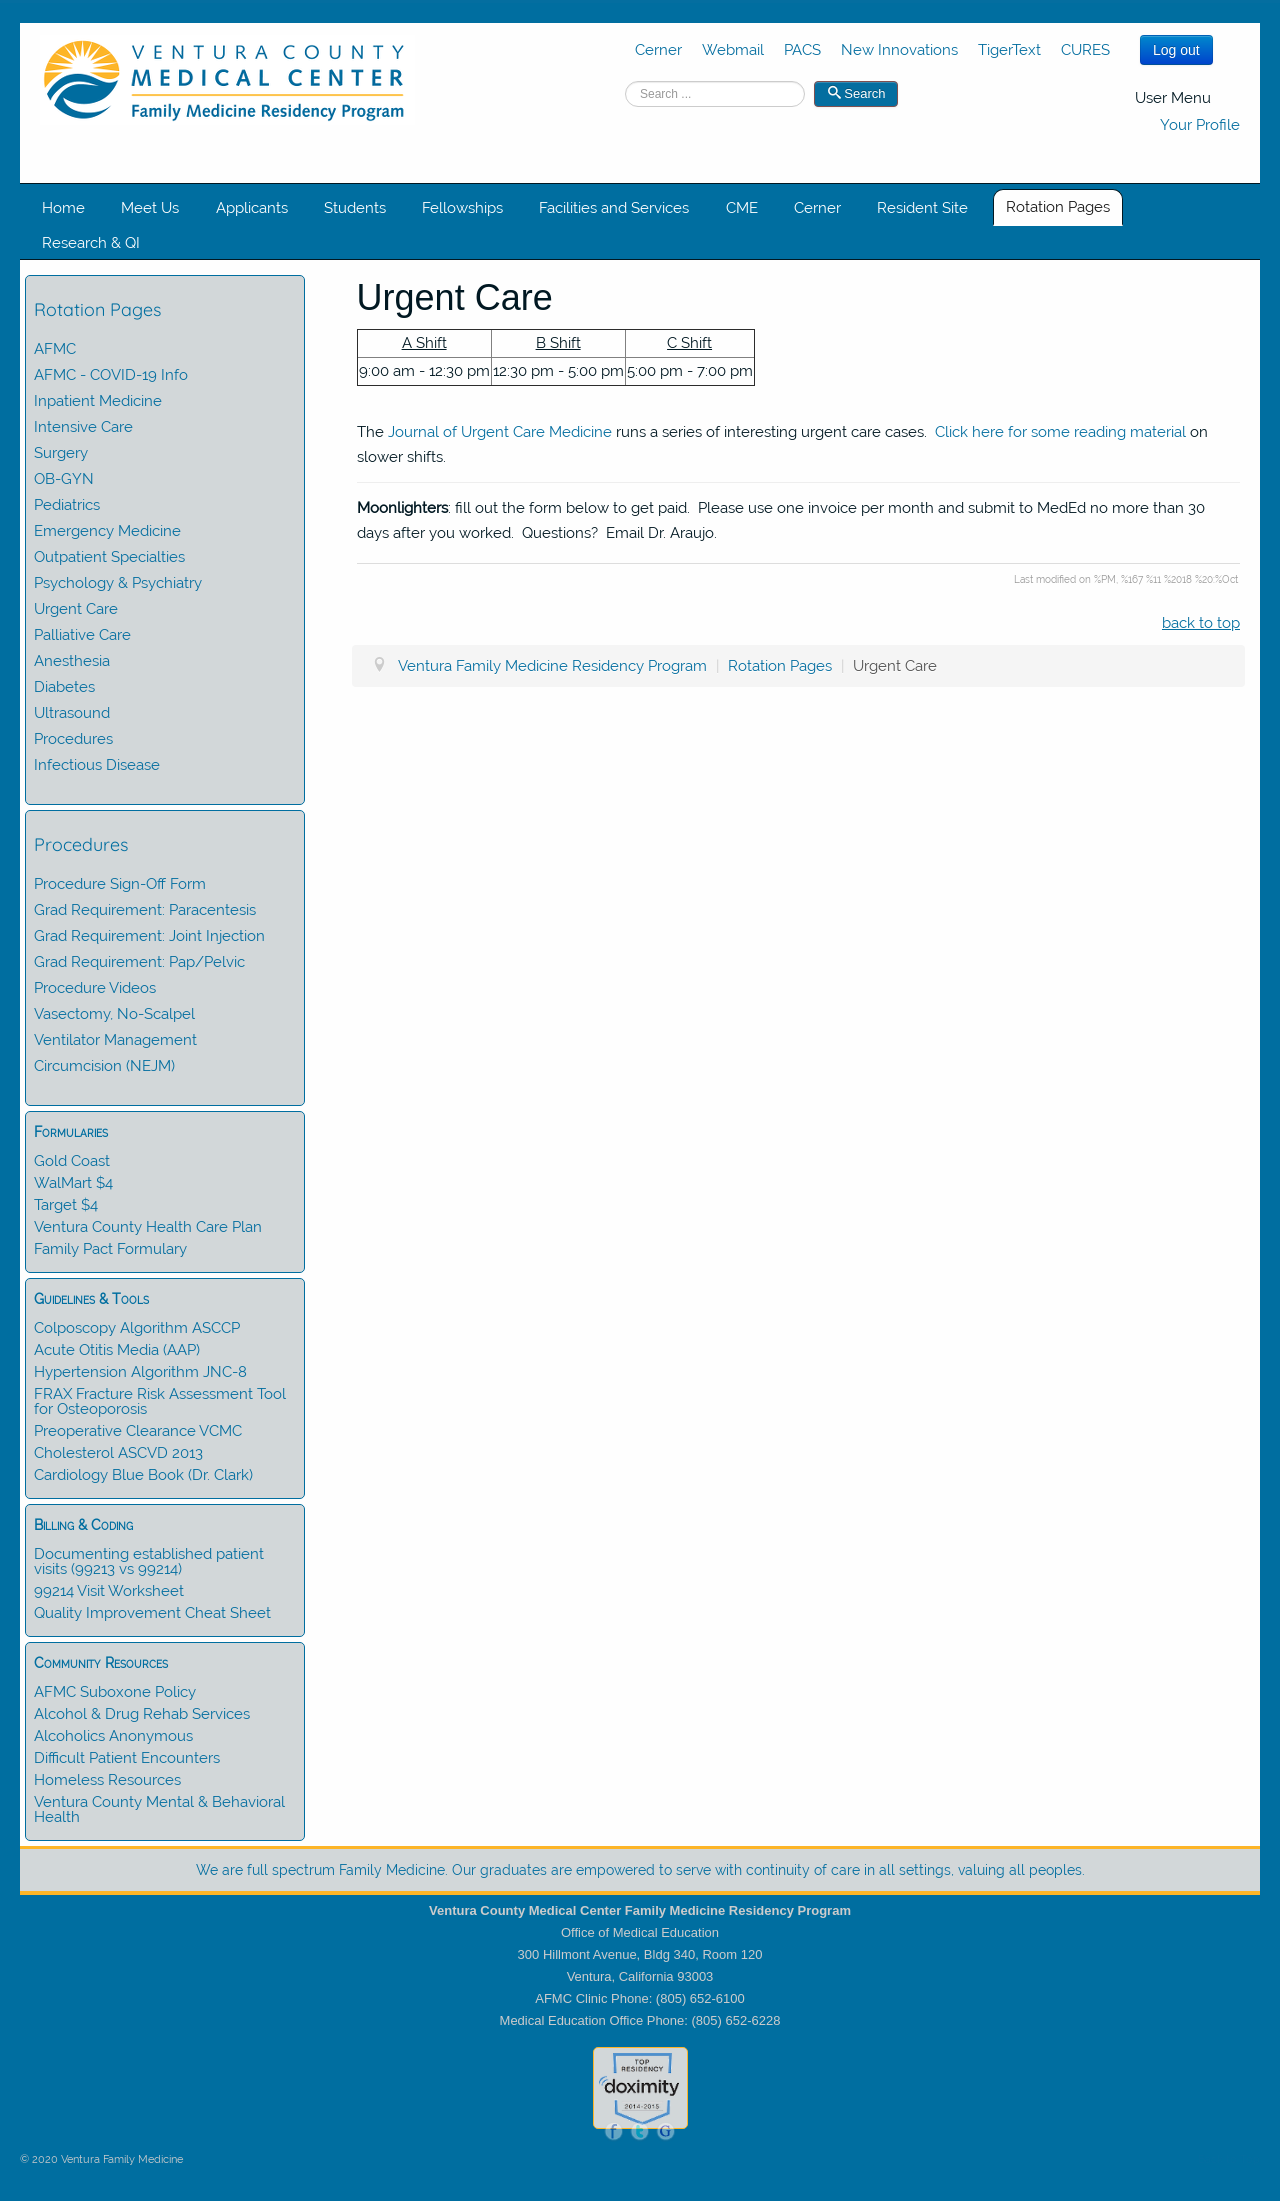 VENTURA COUNTY
MEDICAL CENTER
Family Medicine Residency Program
Cerner Webmail PACS New Innovations TigerText CURES
Log out
Search ...
Search
User Menu
Your Profile
Home Meet Us Applicants Students Fellowships Facilities and Services CME Cerner Resident Site Rotation Pages
Research & QI
Rotation Pages
AFMC
AFMC - COVID-19 Info
Inpatient Medicine
Intensive Care
Surgery
OB-GYN
Pediatrics
Emergency Medicine
Outpatient Specialties
Psychology & Psychiatry
Urgent Care
Palliative Care
Anesthesia
Diabetes
Ultrasound
Procedures
Infectious Disease
Procedures
Procedure Sign-Off Form
Grad Requirement: Paracentesis
Grad Requirement: Joint Injection
Grad Requirement: Pap/Pelvic
Procedure Videos
Vasectomy, No-Scalpel
Ventilator Management
Circumcision (NEJM)
Formularies
Gold Coast
WalMart $4
Target $4
Ventura County Health Care Plan
Family Pact Formulary
Guidelines & Tools
Colposcopy Algorithm ASCCP
Acute Otitis Media (AAP)
Hypertension Algorithm JNC-8
FRAX Fracture Risk Assessment Tool
for Osteoporosis
Preoperative Clearance VCMC
Cholesterol ASCVD 2013
Cardiology Blue Book (Dr. Clark)
Billing & Coding
Documenting established patient
visits (99213 vs 99214)
99214 Visit Worksheet
Quality Improvement Cheat Sheet
Community Resources
AFMC Suboxone Policy
Alcohol & Drug Rehab Services
Alcoholics Anonymous
Difficult Patient Encounters
Homeless Resources
Ventura County Mental & Behavioral
Health
Urgent Care
A Shift B Shift C Shift
9:00 am - 12:30 pm 12:30 pm - 5:00 pm 5:00 pm - 7:00 pm
The Journal of Urgent Care Medicine runs a series of interesting urgent care cases. Click here for some reading material on
slower shifts.
Moonlighters: fill out the form below to get paid. Please use one invoice per month and submit to MedEd no more than 30
days after you worked. Questions? Email Dr. Araujo.
Last modified on %PM, %167 %11 %2018 %20:%Oct
back to top
Ventura Family Medicine Residency Program | Rotation Pages | Urgent Care
We are full spectrum Family Medicine. Our graduates are empowered to serve with continuity of care in all settings, valuing all peoples.
Ventura County Medical Center Family Medicine Residency Program
Office of Medical Education
300 Hillmont Avenue, Bldg 340, Room 120
Ventura, California 93003
AFMC Clinic Phone: (805) 652-6100
Medical Education Office Phone: (805) 652-6228
TOP
RESIDENCY
doximity
2014-2015
f t G
© 2020 Ventura Family Medicine